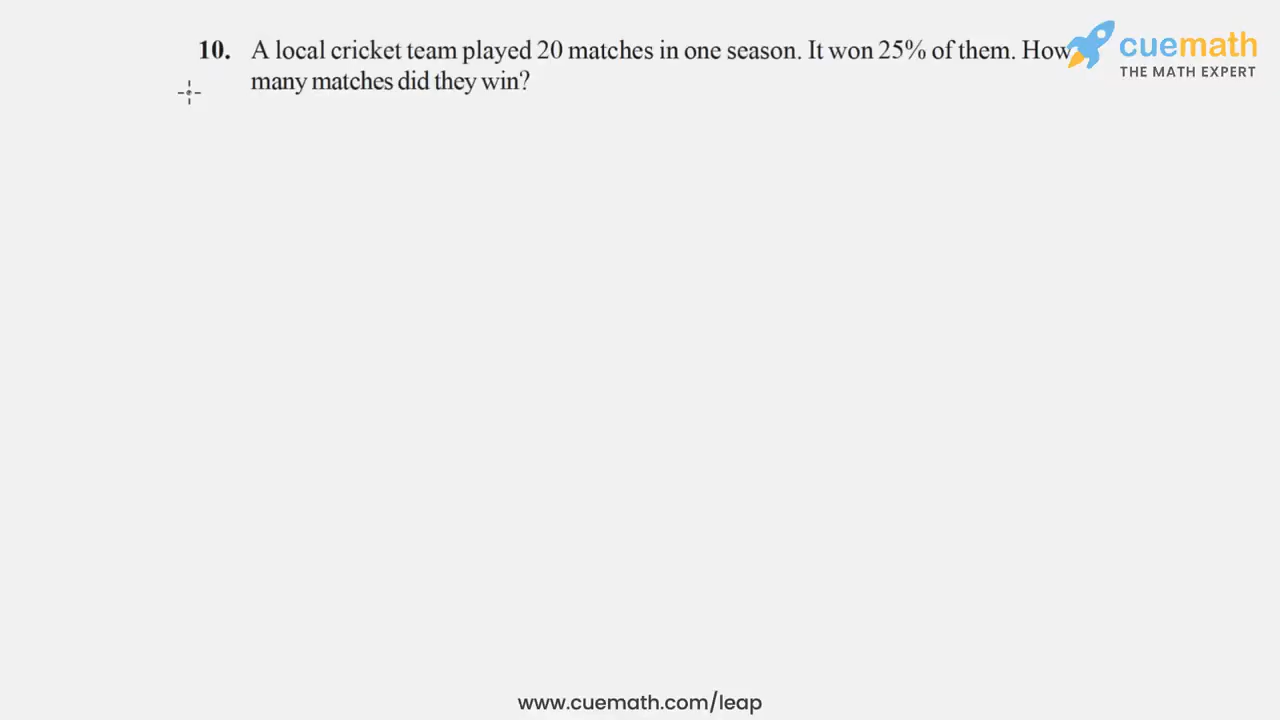 10. A local cricket team played 20 matches in one season. It won 25% of them. How
many matches did they win?
cuemath
THE MATH EXPERT
www.cuemath.com/leap